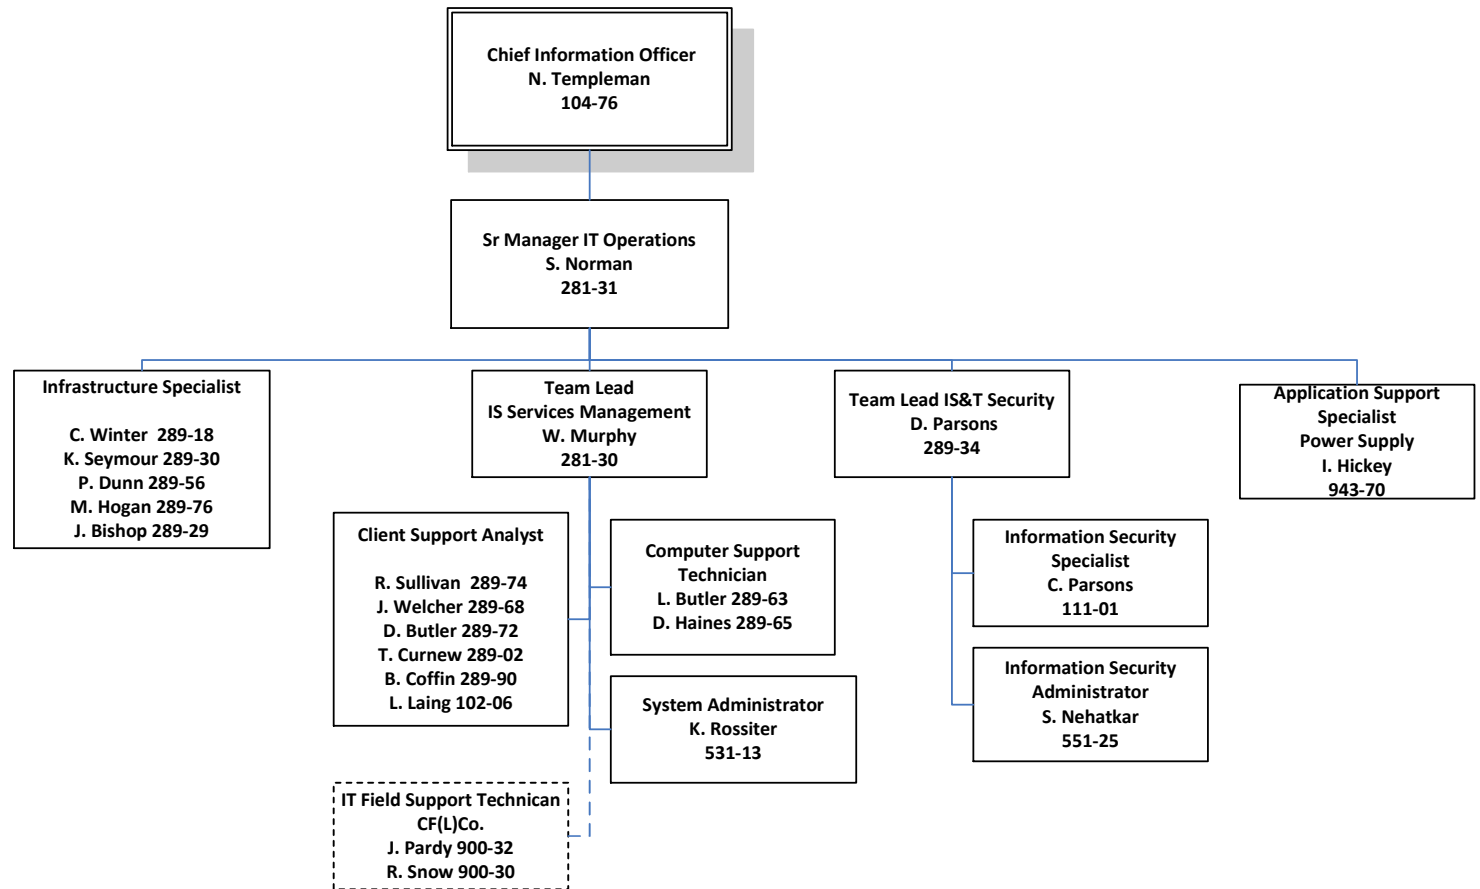 Chief Information Officer
N. Templeman
104-76
Sr Manager IT Operations
S. Norman
281-31
Infrastructure Specialist
C. Winter 289-18
K. Seymour 289-30
P. Dunn 289-56
M. Hogan 289-76
J. Bishop 289-29
Team Lead
IS Services Management
W. Murphy
281-30
Team Lead IS&T Security
D. Parsons
289-34
Application Support
Specialist
Power Supply
I. Hickey
943-70
Client Support Analyst
R. Sullivan 289-74
J. Welcher 289-68
D. Butler 289-72
T. Curnew 289-02
B. Coffin 289-90
L. Laing 102-06
Computer Support
Technician
L. Butler 289-63
D. Haines 289-65
Information Security
Specialist
C. Parsons
111-01
System Administrator
K. Rossiter
531-13
Information Security
Administrator
S. Nehatkar
551-25
IT Field Support Technican
CF(L)Co.
J. Pardy 900-32
R. Snow 900-30